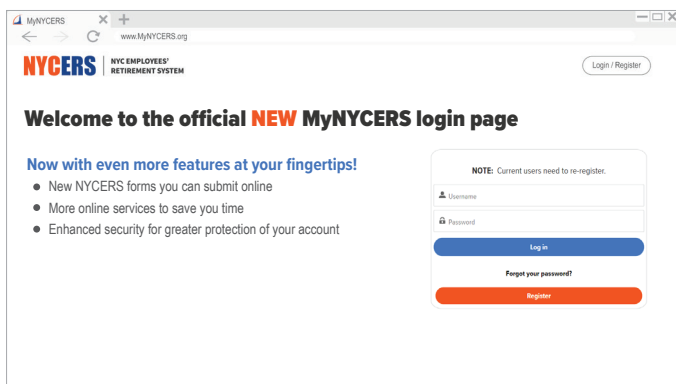 MyNYCERS
www.MyNYCERS.org
NYCERS
NYC EMPLOYEES'
RETIREMENT SYSTEM
Login / Register
Welcome to the official NEW MyNYCERS login page
Now with even more features at your fingertips!
New NYCERS forms you can submit online
More online services to save you time
Enhanced security for greater protection of your account
NOTE: Current users need to re-register.
Username
Password
Log in
Forgot your password?
Register